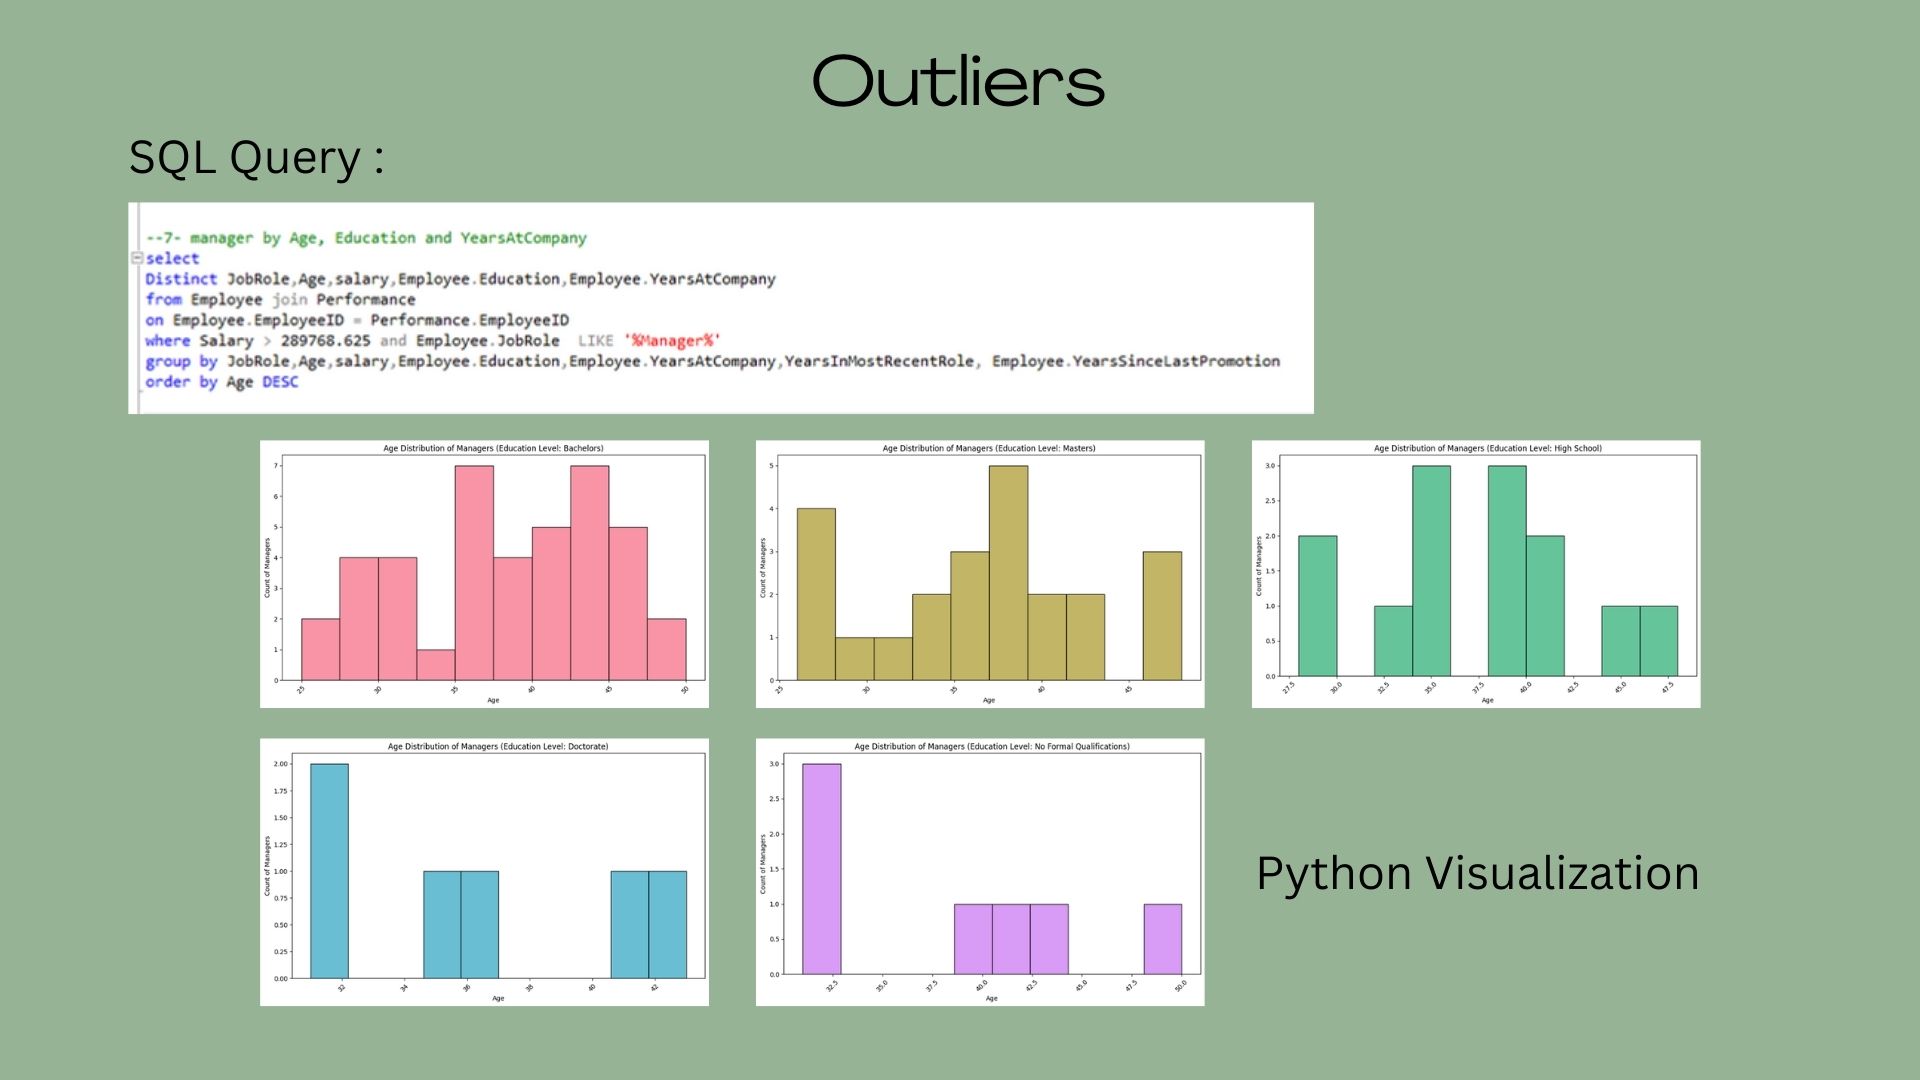 Outliers
SQL Query :
--7- manager by Age, Education and YearsAtCompany
select
Distinct JobRole,Age,salary,Employee.Education,Employee.YearsAtCompany
from Employee join Performance
on Employee.EmployeeID = Performance.EmployeeID
where Salary > 289768.625 and Employee.JobRole  LIKE '%Manager%'
group by JobRole,Age,salary,Employee.Education,Employee.YearsAtCompany,YearsInMostRecentRole, Employee.YearsSinceLastPromotion
order by Age DESC
Age Distribution of Managers (Education Level: Bachelors)
Count of Managers
7
6
5
4
3
2
1
0
25 30 35 40 45 50
Age
Age Distribution of Managers (Education Level: Masters)
Count of Managers
5
4
3
2
1
0
25 30 35 40 45
Age
Age Distribution of Managers (Education Level: High School)
Count of Managers
3.0
2.5
2.0
1.5
1.0
0.5
0.0
27.5 30.0 32.5 35.0 37.5 40.0 42.5 45.0 47.5
Age
Age Distribution of Managers (Education Level: Doctorate)
Count of Managers
2.00
1.75
1.50
1.25
1.00
0.75
0.50
0.25
0.00
32 34 36 38 40 42
Age
Age Distribution of Managers (Education Level: No Formal Qualifications)
Count of Managers
3.0
2.5
2.0
1.5
1.0
0.5
0.0
32.5 35.0 37.5 40.0 42.5 45.0 47.5 50.0
Age
Python Visualization